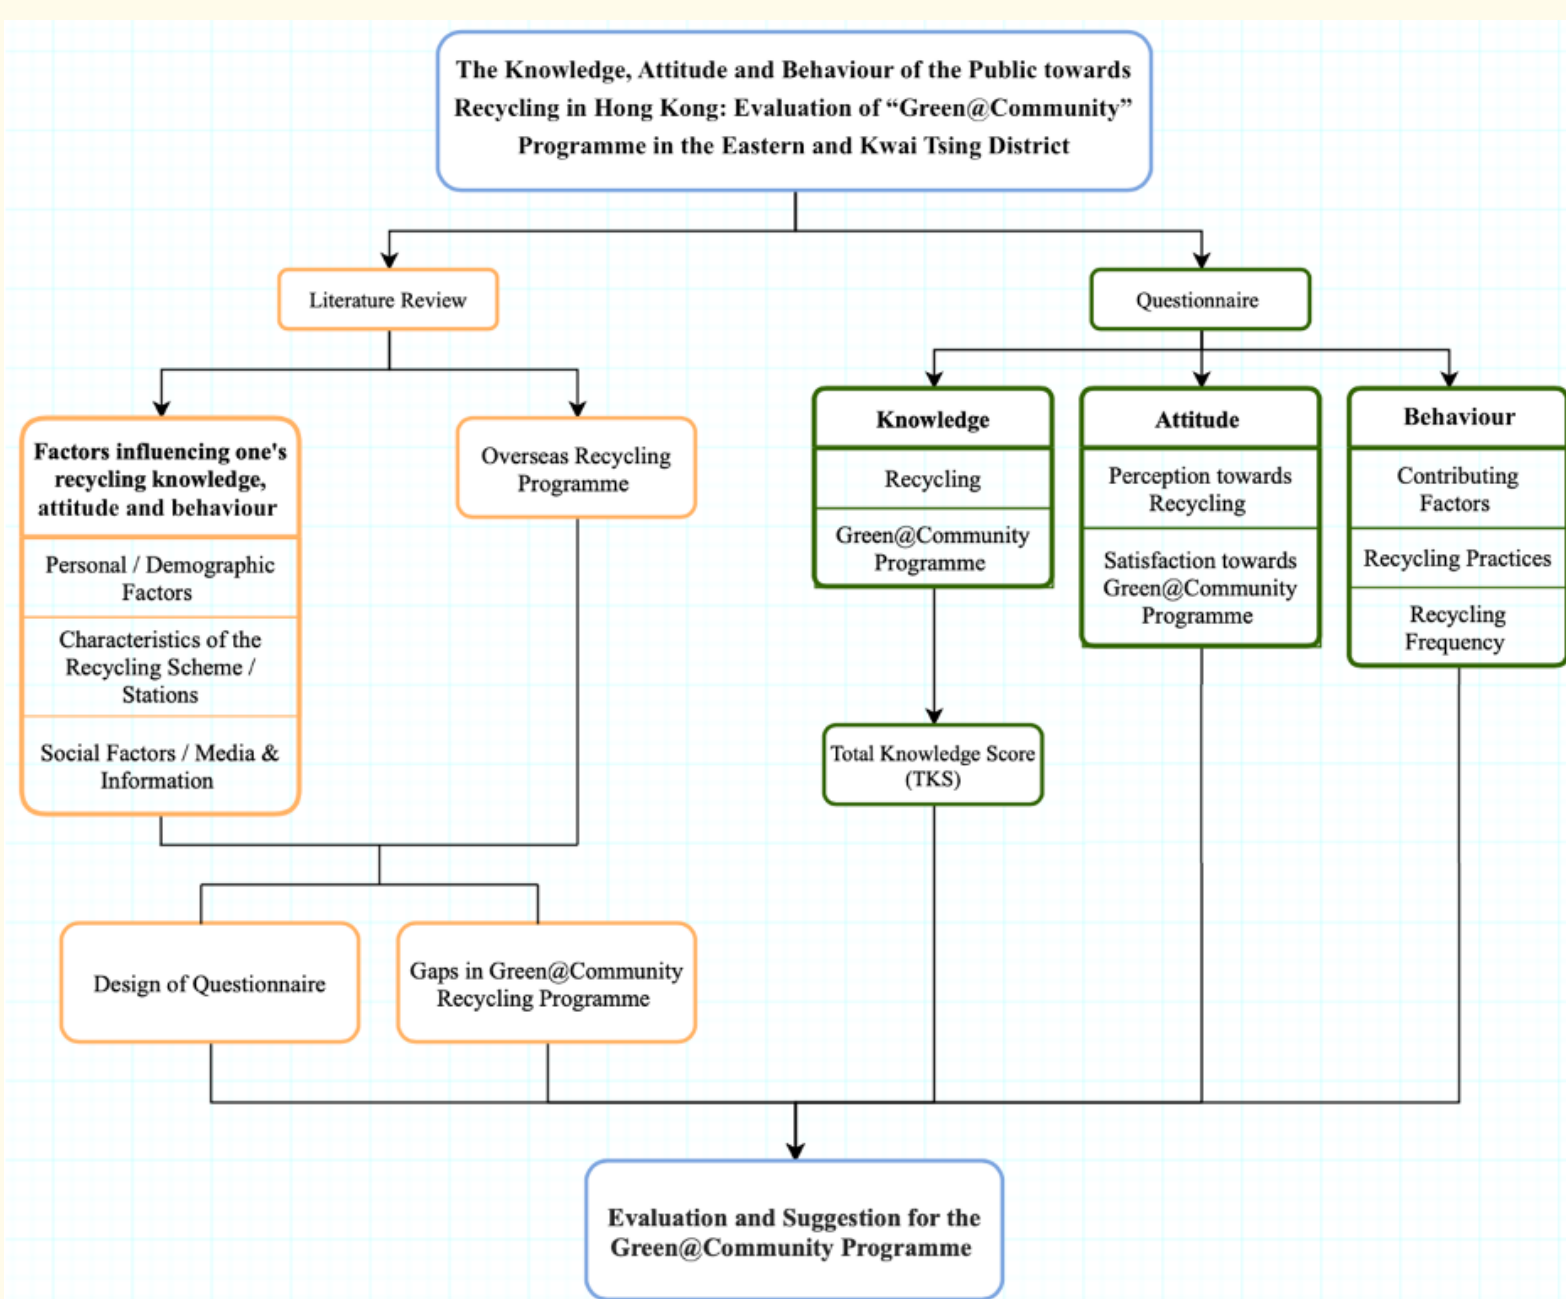 The Knowledge, Attitude and Behaviour of the Public towards
Recycling in Hong Kong: Evaluation of “Green@Community”
Programme in the Eastern and Kwai Tsing District
Literature Review
Questionnaire
Factors influencing one's
recycling knowledge,
attitude and behaviour
Personal / Demographic
Factors
Characteristics of the
Recycling Scheme /
Stations
Social Factors / Media &
Information
Overseas Recycling
Programme
Knowledge
Recycling
Green@Community
Programme
Attitude
Perception towards
Recycling
Satisfaction towards
Green@Community
Programme
Behaviour
Contributing
Factors
Recycling Practices
Recycling
Frequency
Total Knowledge Score
(TKS)
Design of Questionnaire
Gaps in Green@Community
Recycling Programme
Evaluation and Suggestion for the
Green@Community Programme